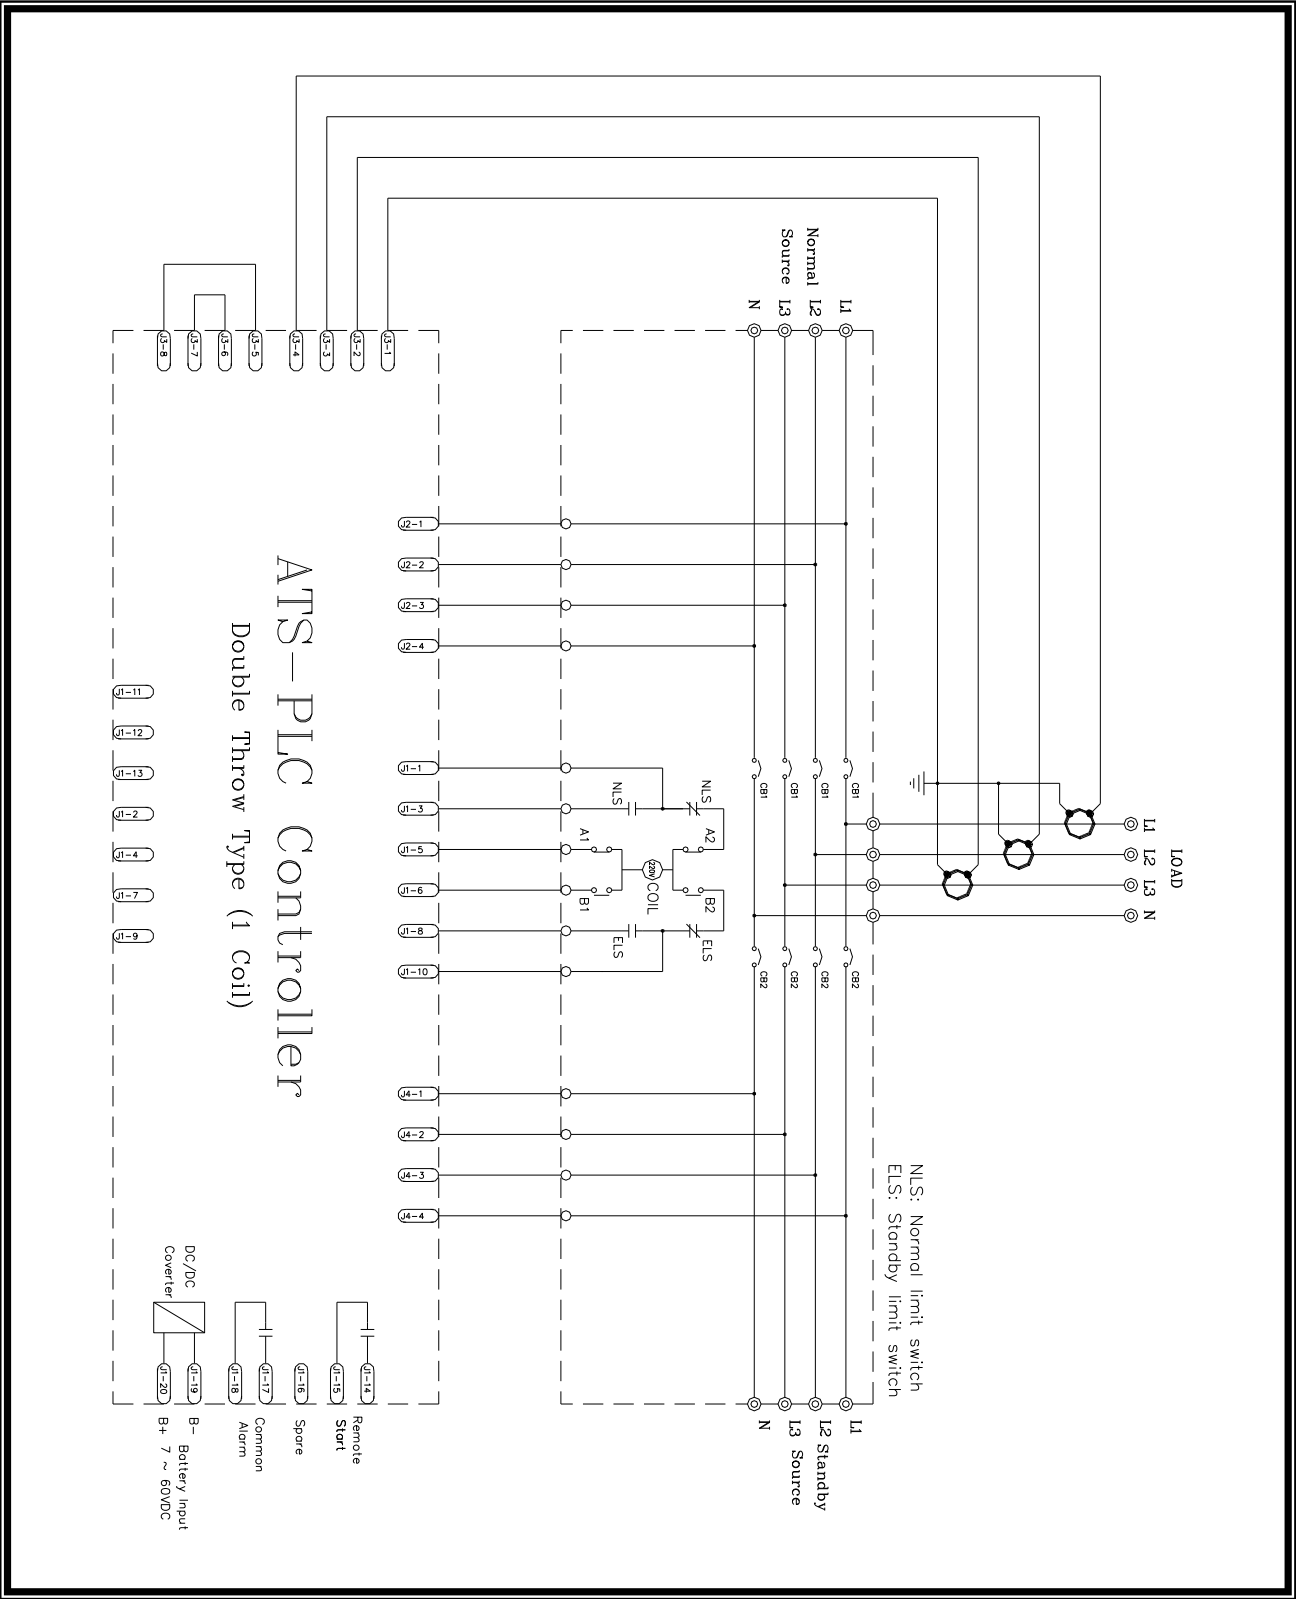 LOAD
L1
L2
L3
N
NLS: Normal limit switch
ELS: Standby limit switch
Normal
Source
L1
L2
L3
N
CB1
CB1
CB1
CB1
CB2
CB2
CB2
CB2
L1
L2 Standby
L3 Source
N
NLS
A2
B2
ELS
220V
COIL
NLS
A1
B1
ELS
J2-1
J2-2
J2-3
J2-4
J1-1
J1-3
J1-5
J1-6
J1-8
J1-10
J4-1
J4-2
J4-3
J4-4
J3-1
J3-2
J3-3
J3-4
J3-5
J3-6
J3-7
J3-8
ATS-PLC Controller
Double Throw Type (1 Coil)
J1-14
J1-15
Remote
Start
J1-16
Spare
J1-17
J1-18
Common
Alarm
DC/DC
Coverter
J1-19
J1-20
B- Battery Input
B+ 7 ~ 60VDC
J1-11
J1-12
J1-13
J1-2
J1-4
J1-7
J1-9